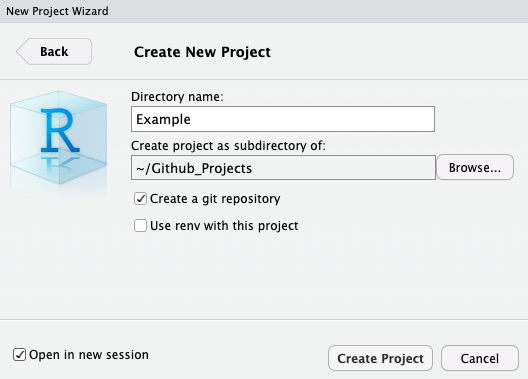 New Project Wizard
Back
Create New Project
R
Directory name:
Example
Create project as subdirectory of:
~/Github_Projects
Browse...
Create a git repository
Use renv with this project
Open in new session
Create Project
Cancel